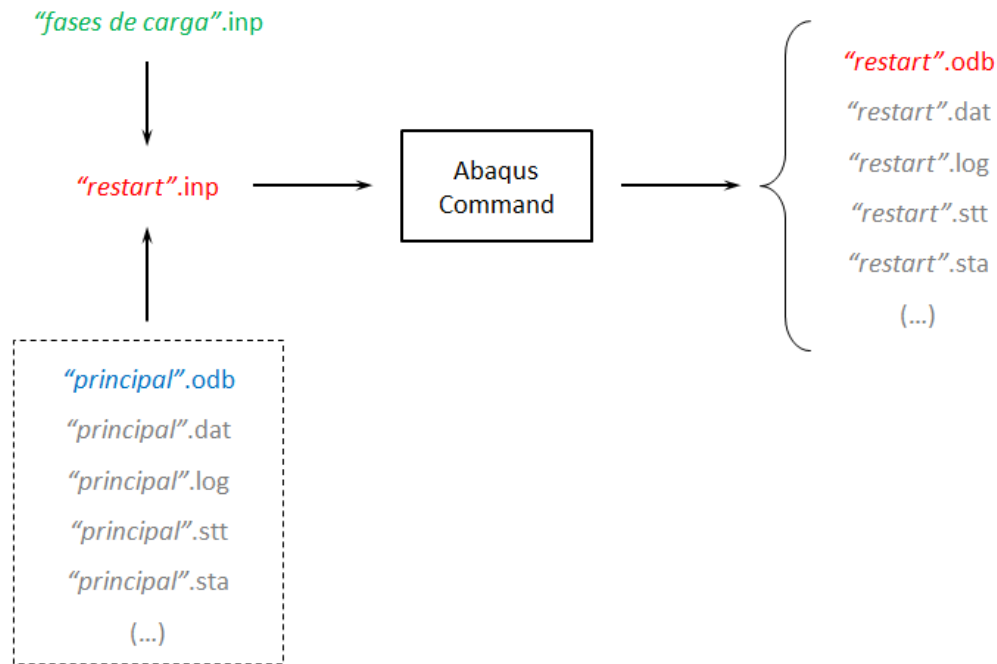 “fases de carga”.inp
“restart”.inp
Abaqus
Command
“restart”.odb
“restart”.dat
“restart”.log
“restart”.stt
“restart”.sta
(...)
“principal”.odb
“principal”.dat
“principal”.log
“principal”.stt
“principal”.sta
(...)